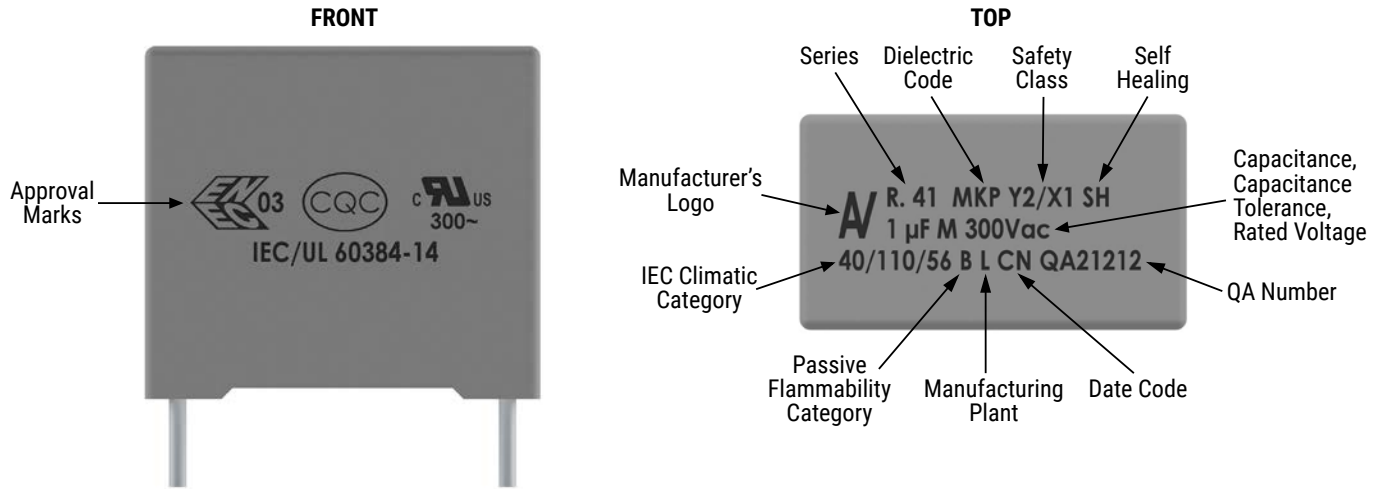 FRONT
Approval
Marks
ENEC 03
CQC
C RU US
300~
IEC/UL 60384-14
TOP
Series
Dielectric
Code
Safety
Class
Self
Healing
Manufacturer's
Logo
R. 41 MKP Y2/X1 SH
1 µF M 300Vac
40/110/56 B L CN QA21212
Capacitance,
Capacitance
Tolerance,
Rated Voltage
IEC Climatic
Category
QA Number
Passive
Flammability
Category
Manufacturing
Plant
Date Code